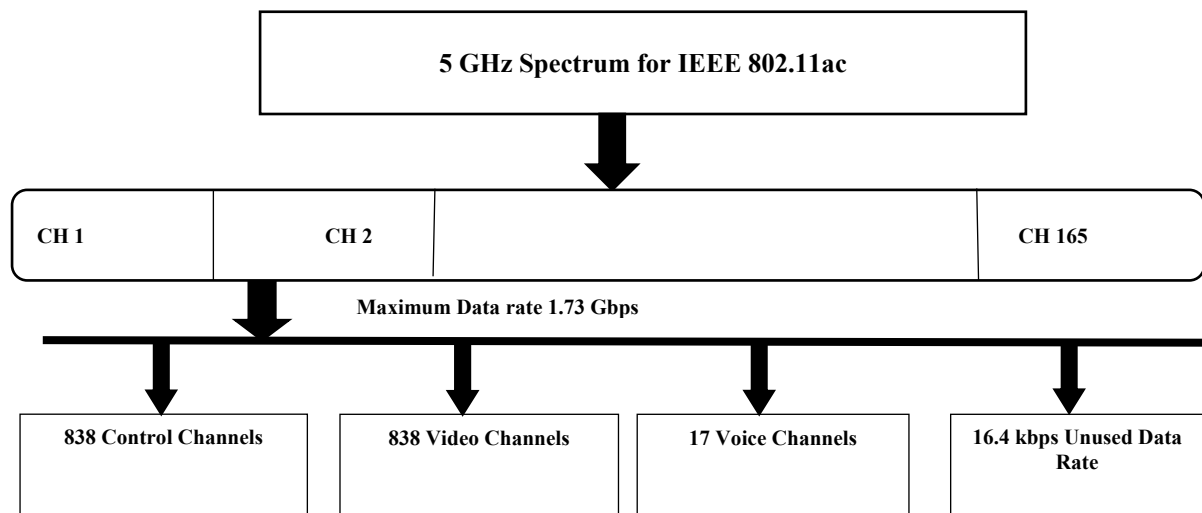 5 GHz Spectrum for IEEE 802.11ac
CH 1
CH 2
CH 165
Maximum Data rate 1.73 Gbps
838 Control Channels
838 Video Channels
17 Voice Channels
16.4 kbps Unused Data
Rate